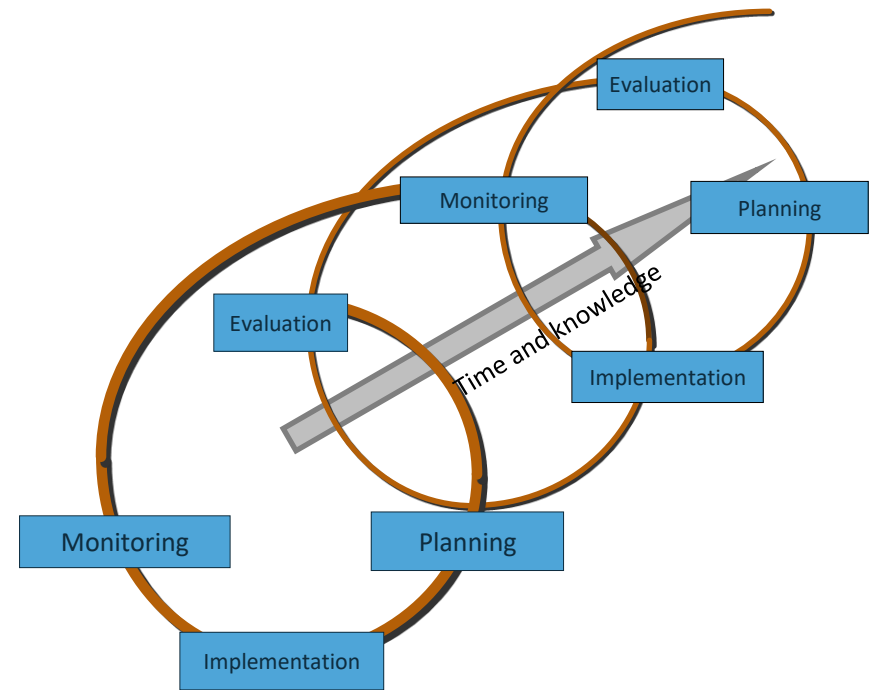 Evaluation
Monitoring
Planning
Evaluation
Time and knowledge
Implementation
Monitoring
Planning
Implementation